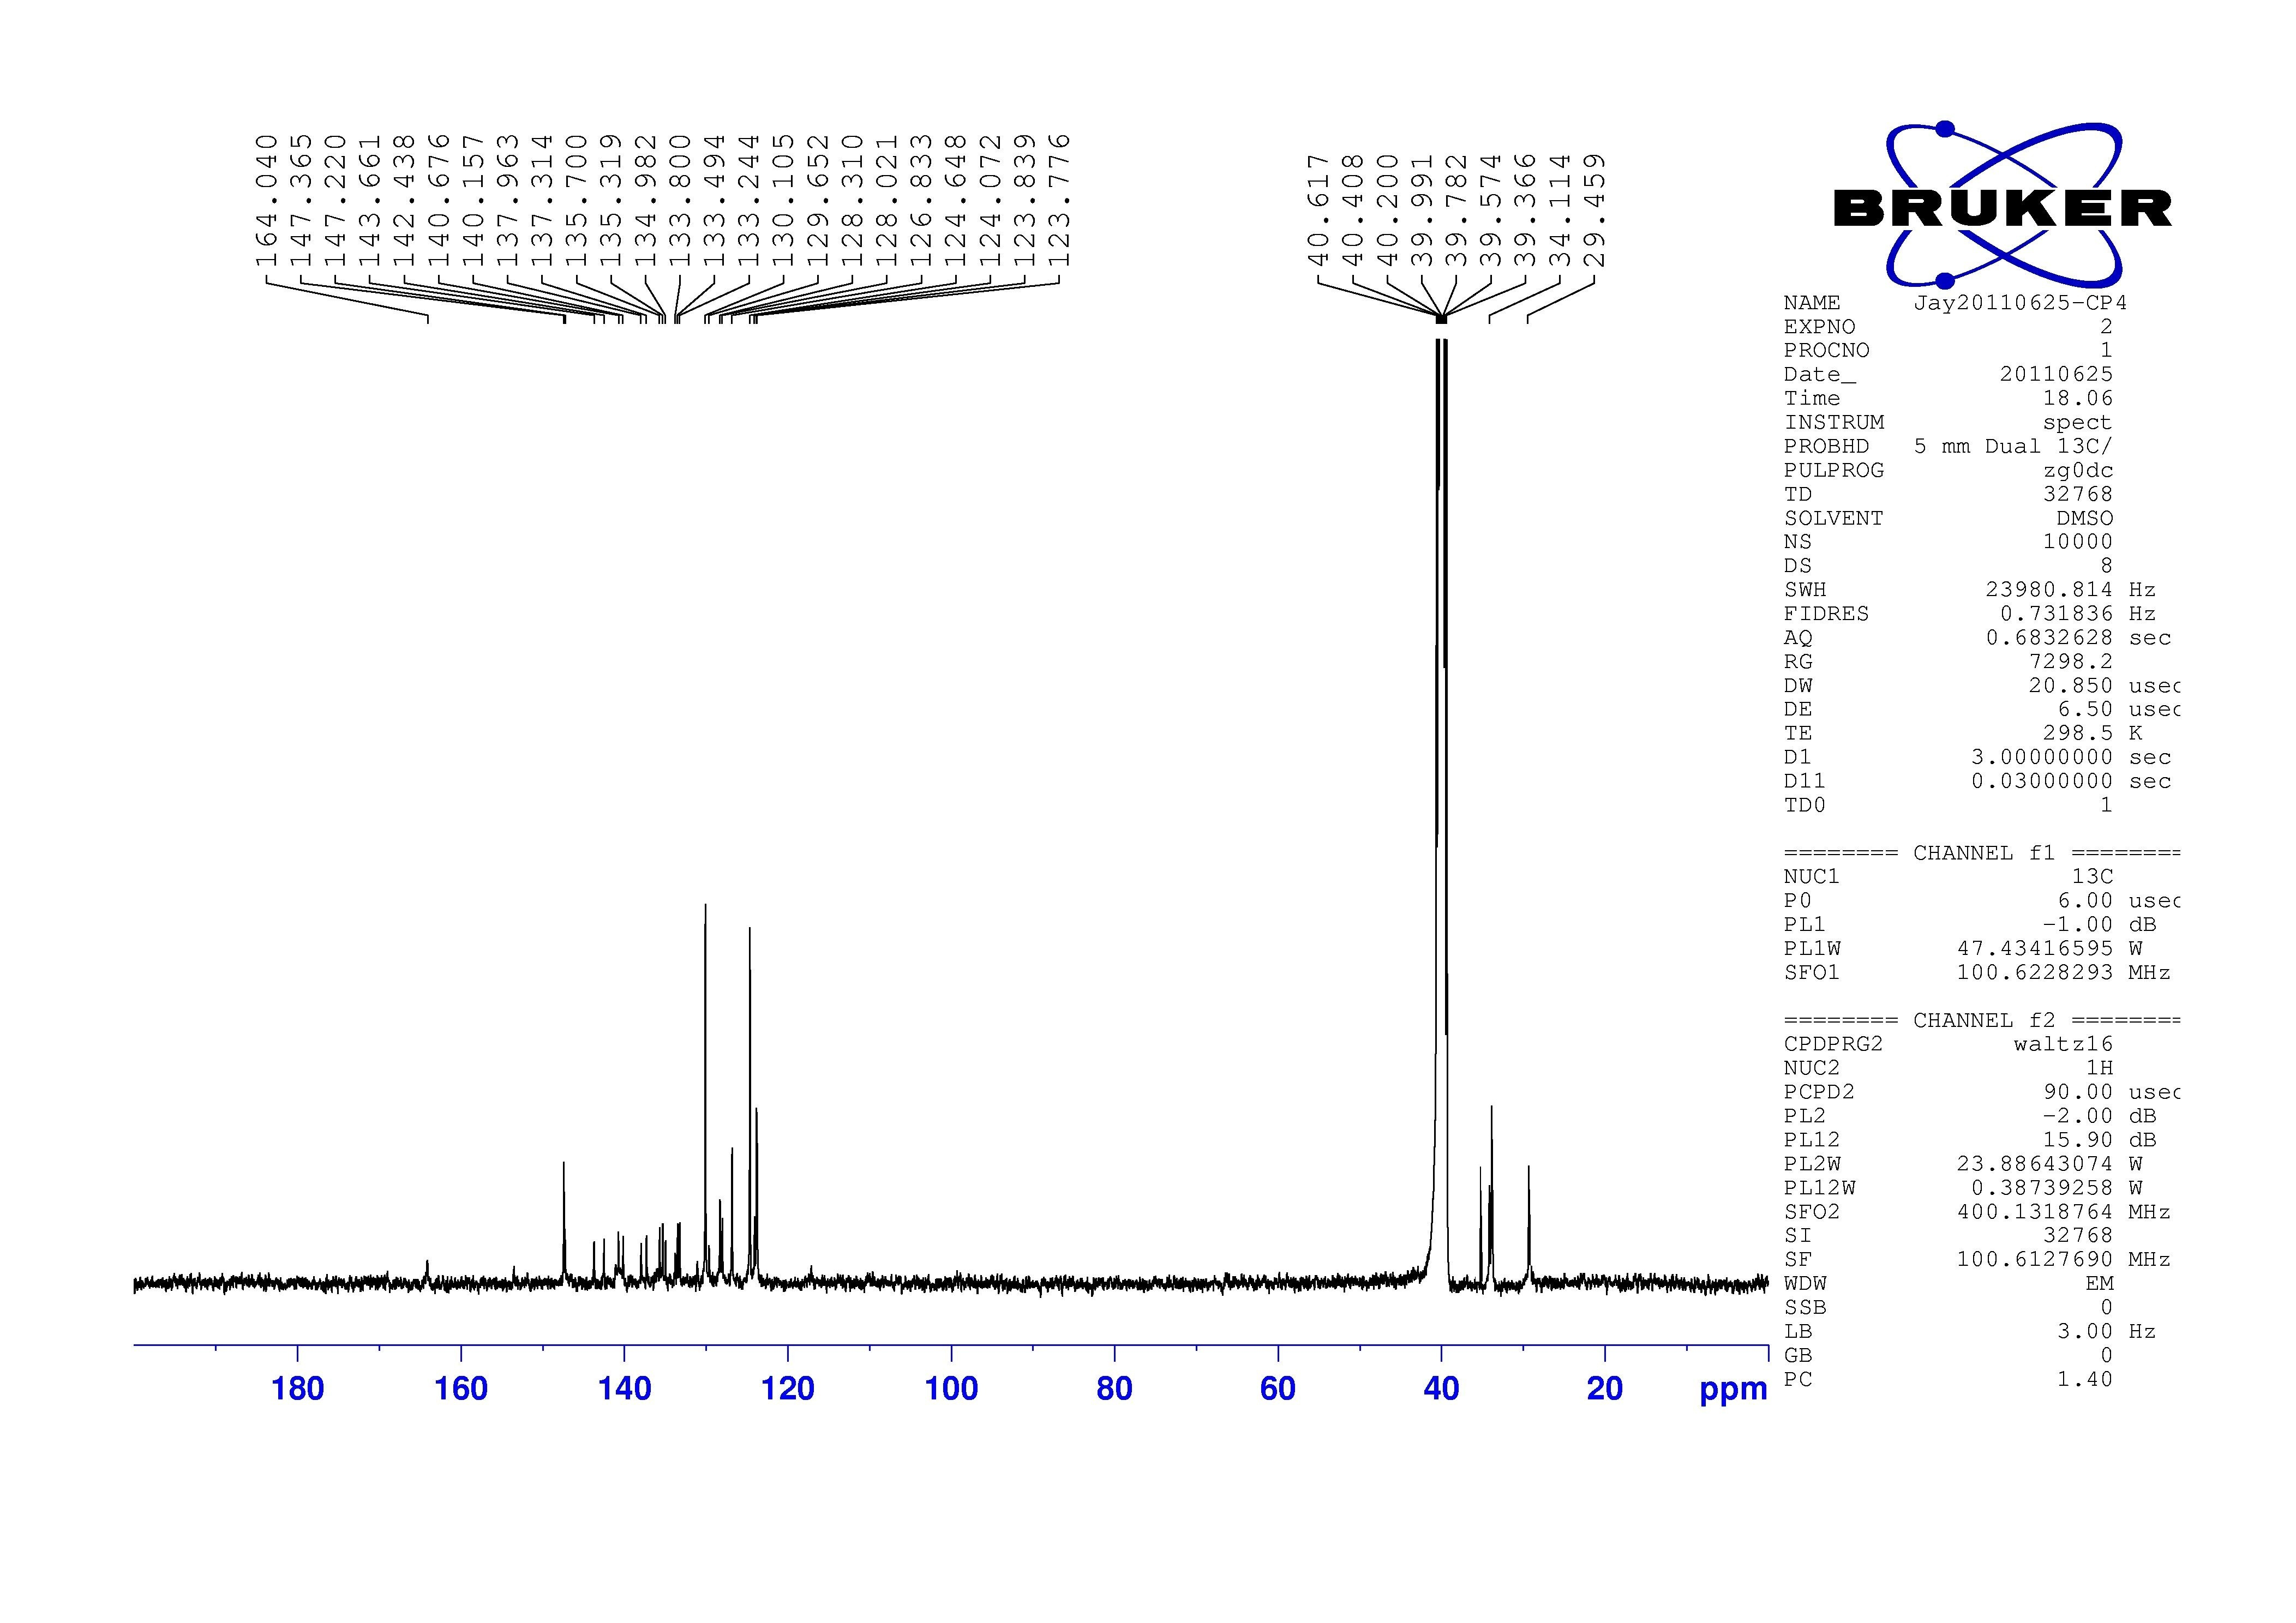 164.040
147.365
147.220
143.661
142.438
140.676
140.157
137.963
137.314
135.700
135.319
134.982
133.800
133.494
133.244
130.105
129.652
128.310
128.021
126.833
124.648
124.072
123.839
123.776
40.617
40.408
40.200
39.991
39.782
39.574
39.366
34.114
29.459
BRUKER
NAME Jay20110625-CP4
EXPNO 2
PROCNO 1
Date_ 20110625
Time 18.06
INSTRUM spect
PROBHD 5 mm Dual 13C/
PULPROG zg0dc
TD 32768
SOLVENT DMSO
NS 10000
DS 8
SWH 23980.814 Hz
FIDRES 0.731836 Hz
AQ 0.6832628 sec
RG 7298.2
DW 20.850 usec
DE 6.50 usec
TE 298.5 K
D1 3.00000000 sec
D11 0.03000000 sec
TD0 1
======== CHANNEL f1 ========
NUC1 13C
P0 6.00 usec
PL1 -1.00 dB
PL1W 47.43416595 W
SFO1 100.6228293 MHz
======== CHANNEL f2 ========
CPDPRG2 waltz16
NUC2 1H
PCPD2 90.00 usec
PL2 -2.00 dB
PL12 15.90 dB
PL2W 23.88643074 W
PL12W 0.38739258 W
SFO2 400.1318764 MHz
SI 32768
SF 100.6127690 MHz
WDW EM
SSB 0
LB 3.00 Hz
GB 0
PC 1.40
180 160 140 120 100 80 60 40 20 ppm